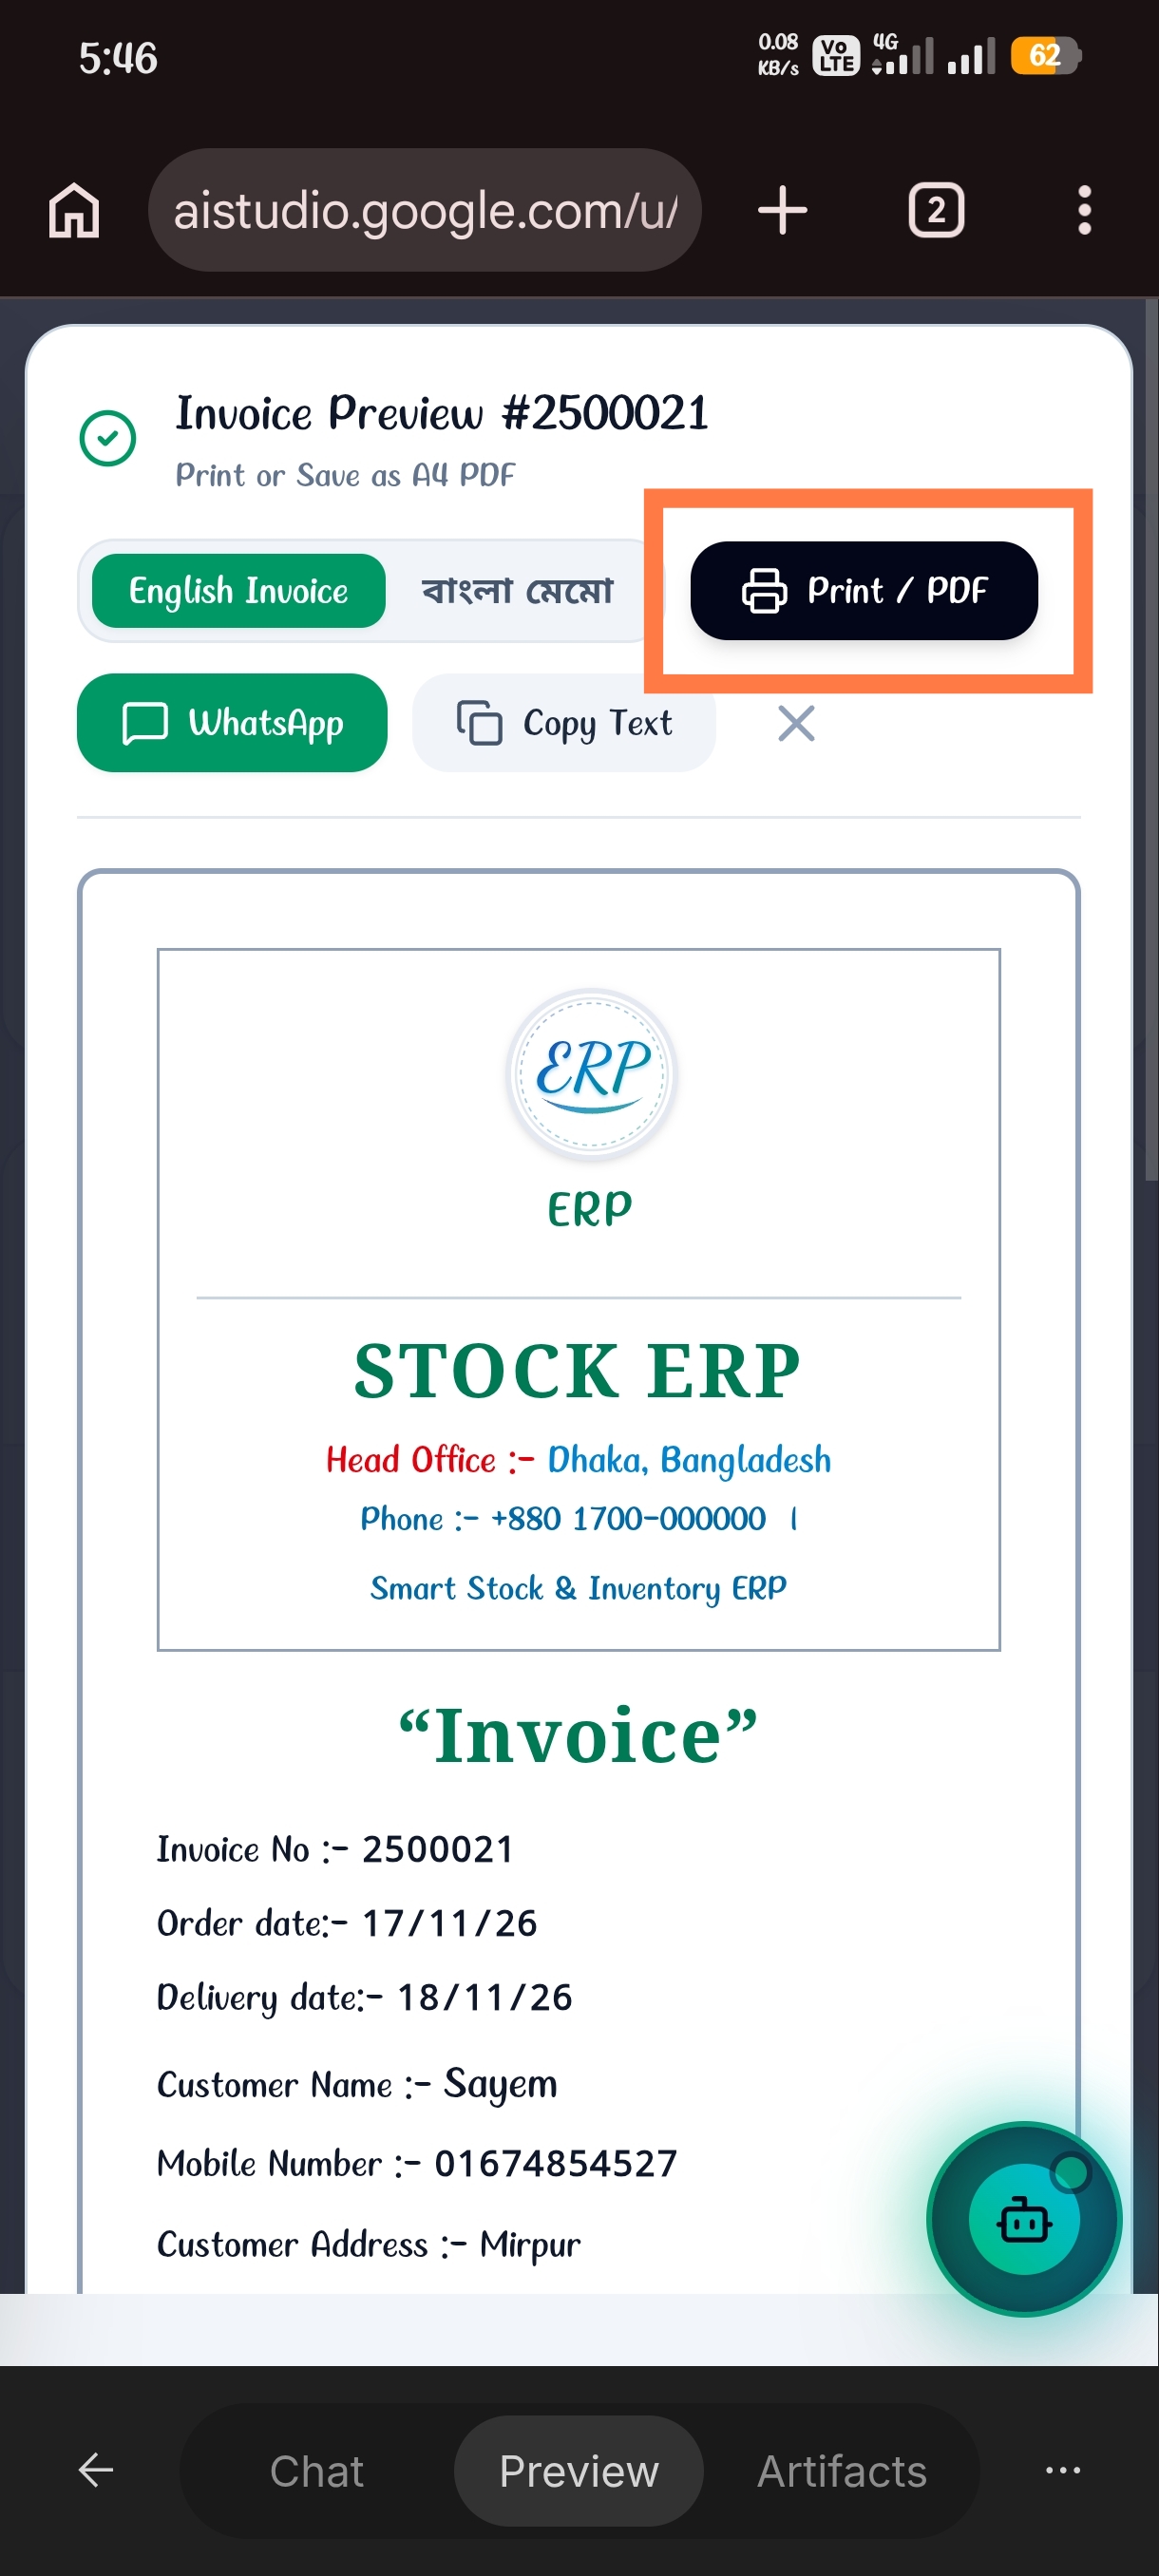 5:46
0.08 KB/s
Vo LTE
4G
62
aistudio.google.com/u/
2
Invoice Preview #2500021
Print or Save as A4 PDF
English Invoice
বাংলা মেমো
Print / PDF
WhatsApp
Copy Text
ERP
ERP
STOCK ERP
Head Office :- Dhaka, Bangladesh
Phone :- +880 1700-000000 |
Smart Stock & Inventory ERP
“Invoice”
Invoice No :- 2500021
Order date:- 17/11/26
Delivery date:- 18/11/26
Customer Name :- Sayem
Mobile Number :- 01674854527
Customer Address :- Mirpur
Chat
Preview
Artifacts